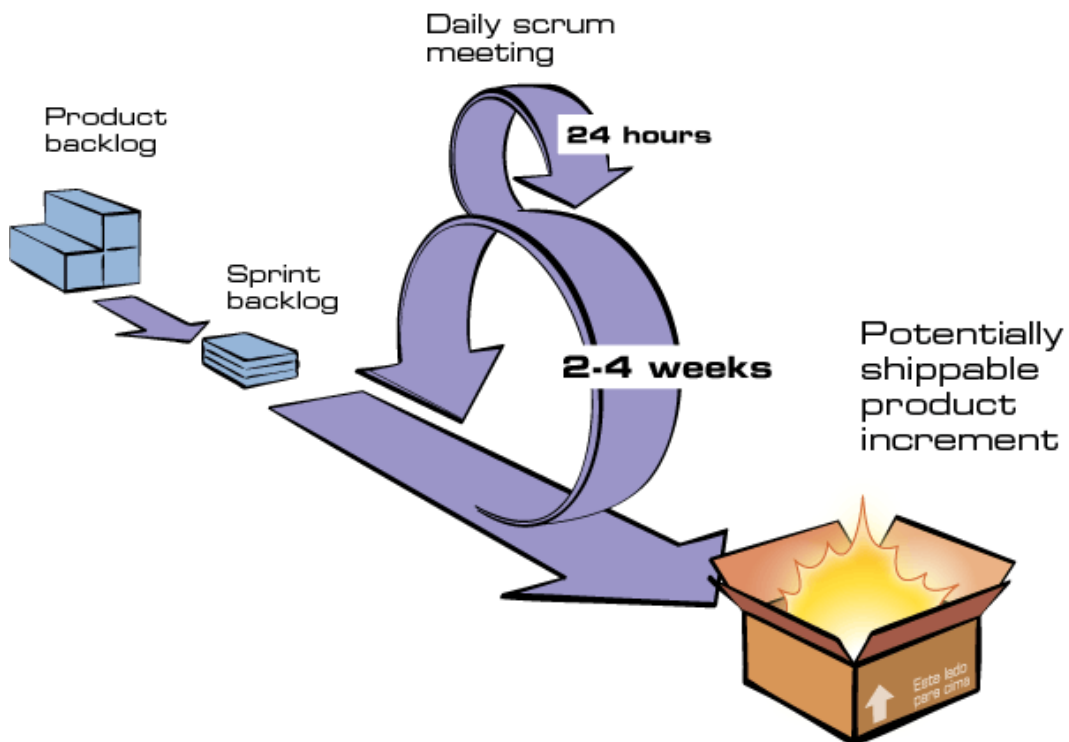 Daily scrum
meeting
24 hours
Product
backlog
Sprint
backlog
2-4 weeks
Potentially
shippable
product
increment
Este lado
para cima